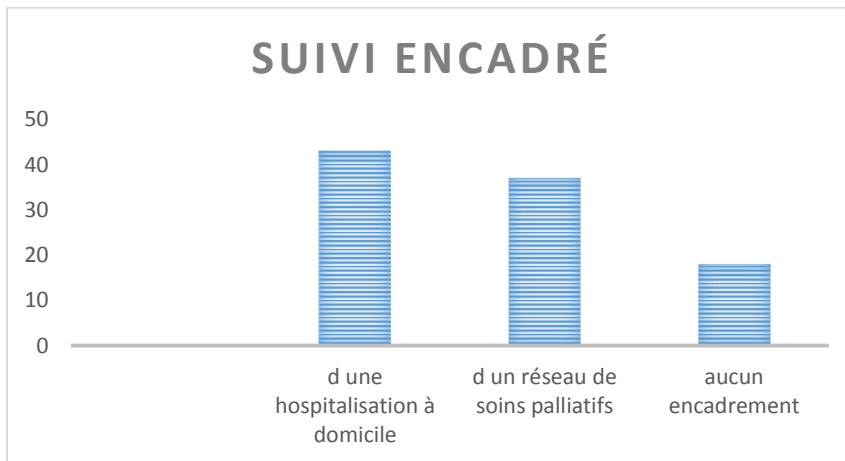 SUIVI ENCADRÉ
50
40
30
20
10
0
d une
hospitalisation à
domicile
d un réseau de
soins palliatifs
aucun
encadrement